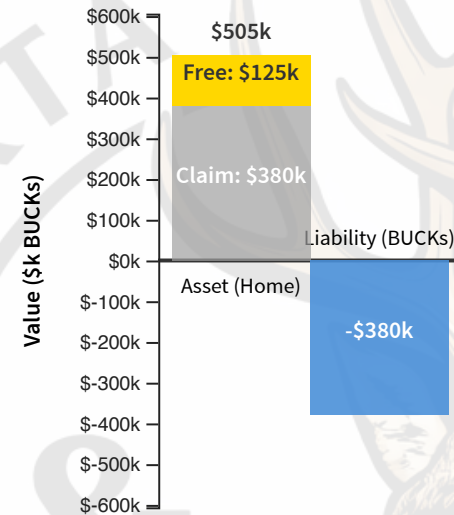 $600k
$505k
$500k
Free: $125k
$400k
$300k
Claim: $380k
$200k
$100k
Liability (BUCKs)
$0k
Asset (Home)
$-100k
-$380k
$-200k
$-300k
$-400k
$-500k
$-600k
Value ($k BUCKs)
TA
&